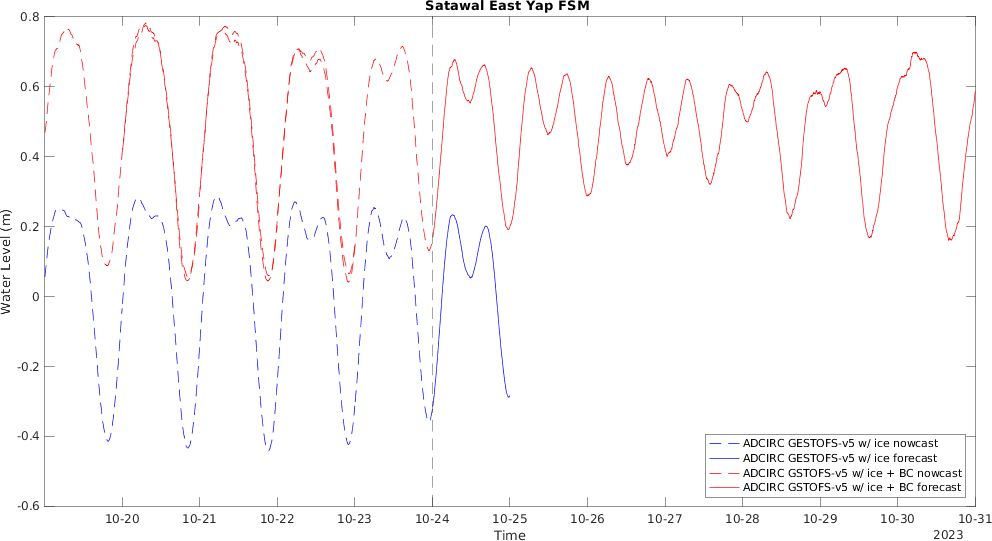 Satawal East Yap FSM
Water Level (m)
0.8
0.6
0.4
0.2
0
-0.2
-0.4
-0.6
ADCIRC GESTOFS-v5 w/ ice nowcast
ADCIRC GESTOFS-v5 w/ ice forecast
ADCIRC GSTOFS-v5 w/ ice + BC nowcast
ADCIRC GSTOFS-v5 w/ ice + BC forecast
10-20 10-21 10-22 10-23 10-24 10-25 10-26 10-27 10-28 10-29 10-30 10-31
Time
2023